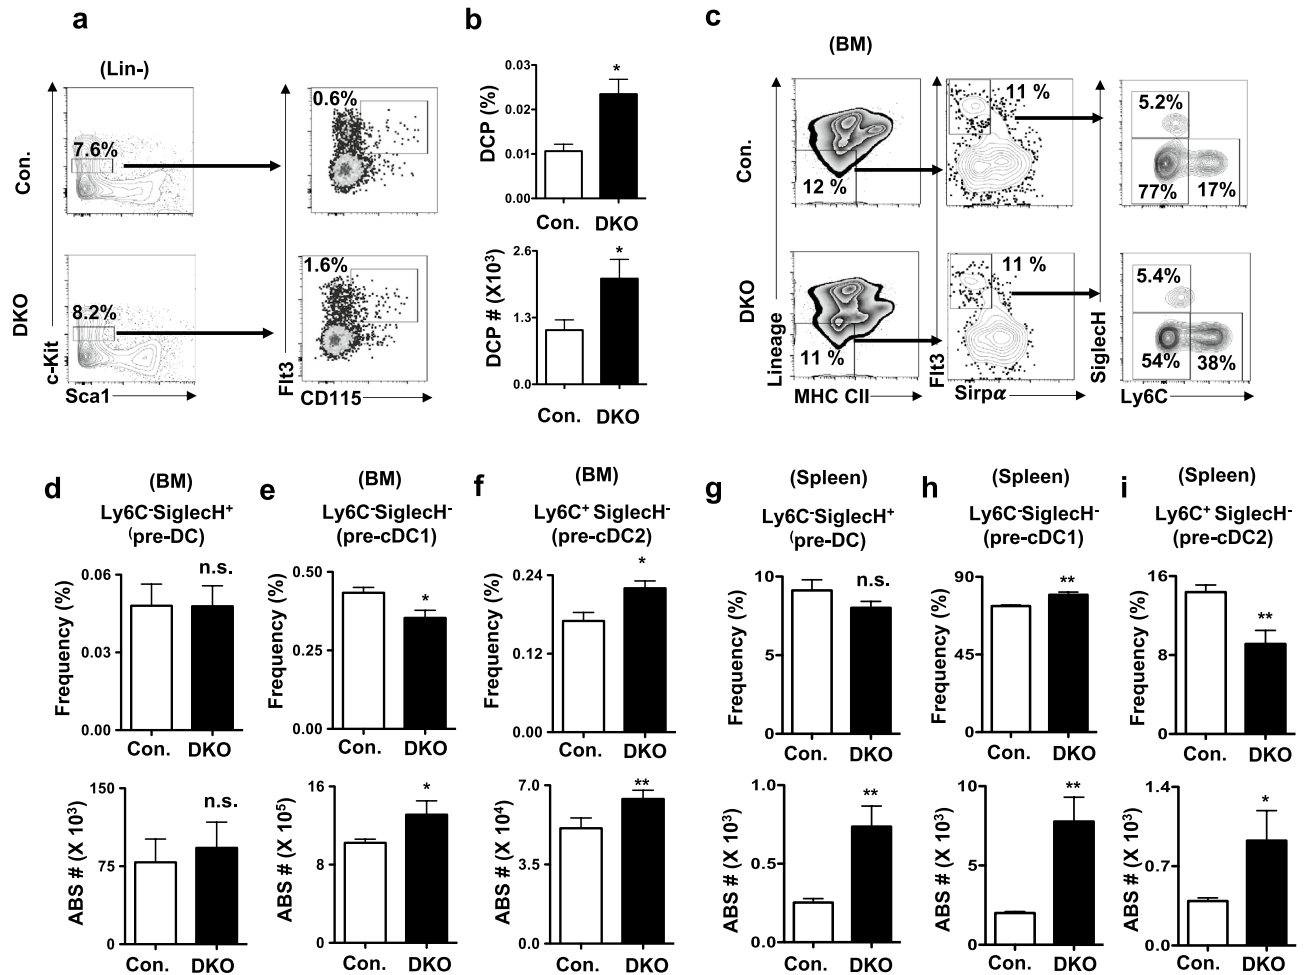 a
(Lin-)
Con.
7.6%
0.6%
DKO
8.2%
1.6%
c-Kit
Sca1
Flt3
CD115
b
*
0.03
0.02
0.01
0.00
DCP (%)
Con. DKO
*
2.6
1.3
0.0
DCP # (X10³)
Con. DKO
c
(BM)
Con.
12 %
11 %
5.2%
77% 17%
DKO
11 %
11 %
5.4%
54% 38%
Lineage
MHC CII
Flt3
Sirpα
SiglecH
Ly6C
d
(BM)
Ly6C⁻SiglecH⁺
(pre-DC)
n.s.
0.06
0.03
0.00
Frequency (%)
Con. DKO
n.s.
150
75
0
ABS # (X 10³)
Con. DKO
e
(BM)
Ly6C⁻SiglecH⁻
(pre-cDC1)
*
0.50
0.25
0.00
Frequency (%)
Con. DKO
*
16
8
0
ABS # (X 10⁵)
Con. DKO
f
(BM)
Ly6C⁺ SiglecH⁻
(pre-cDC2)
*
0.24
0.12
0.00
Frequency (%)
Con. DKO
**
7.0
3.5
0.0
ABS # (X 10⁴)
Con. DKO
g
(Spleen)
Ly6C⁻SiglecH⁺
(pre-DC)
n.s.
10
5
0
Frequency (%)
Con. DKO
**
1.0
0.5
0.0
ABS # (X 10³)
Con. DKO
h
(Spleen)
Ly6C⁻SiglecH⁻
(pre-cDC1)
**
90
45
0
Frequency (%)
Con. DKO
**
10
5
0
ABS # (X 10³)
Con. DKO
i
(Spleen)
Ly6C⁺ SiglecH⁻
(pre-cDC2)
**
16
8
0
Frequency (%)
Con. DKO
*
1.4
0.7
0.0
ABS # (X 10³)
Con. DKO